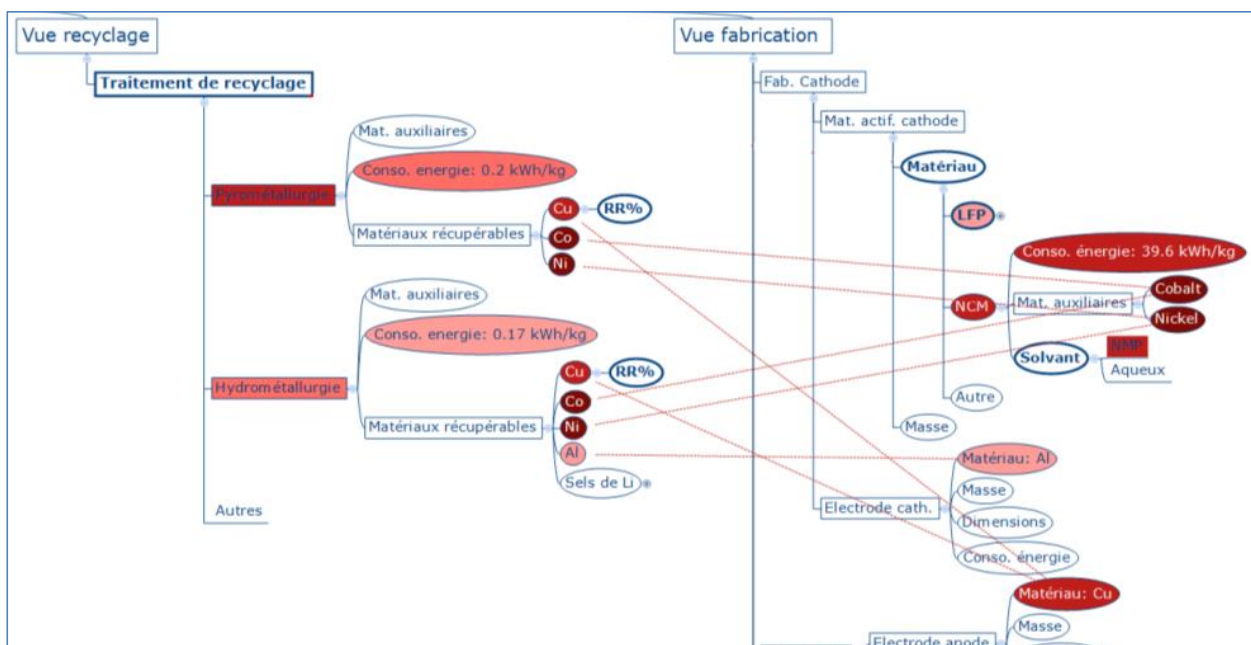 Vue recyclage
Traitement de recyclage
Pyrométallurgie
Mat. auxiliaires
Conso. energie: 0.2 kWh/kg
Matériaux récupérables
Cu
RR%
Co
Ni
Hydrométallurgie
Mat. auxiliaires
Conso. energie: 0.17 kWh/kg
Matériaux récupérables
Cu
RR%
Co
Ni
Al
Sels de Li
Autres
Vue fabrication
Fab. Cathode
Mat. actif. cathode
Matériau
LFP
NCM
Conso. énergie: 39.6 kWh/kg
Mat. auxiliaires
Cobalt
Nickel
Solvant
NMP
Aqueux
Autre
Masse
Electrode cath.
Matériau: Al
Masse
Dimensions
Conso. énergie
Electrode anode
Matériau: Cu
Masse